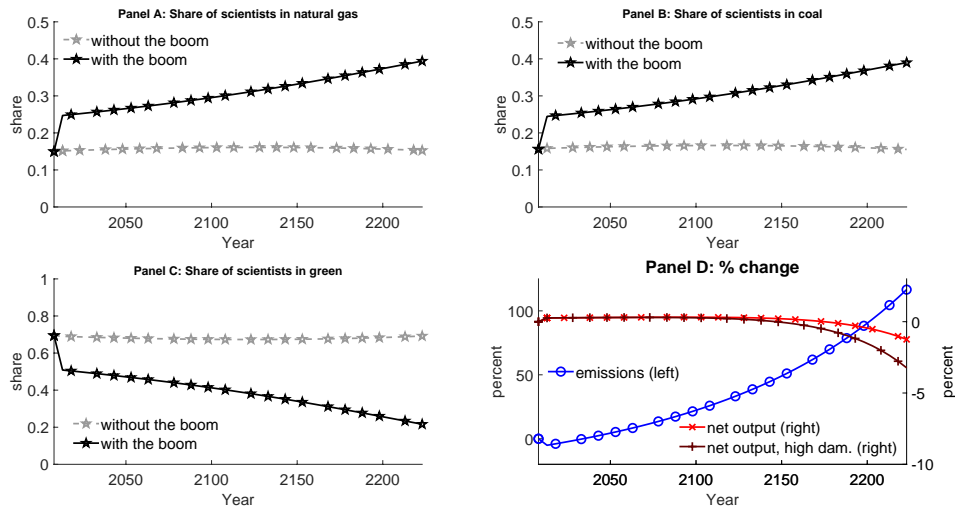 Panel A: Share of scientists in natural gas
0.5
0.4
0.3
0.2
0.1
0
share
without the boom
with the boom
2050
2100
2150
2200
Year
Panel B: Share of scientists in coal
0.5
0.4
0.3
0.2
0.1
0
share
without the boom
with the boom
2050
2100
2150
2200
Year
Panel C: Share of scientists in green
1
0.8
0.6
0.4
0.2
0
share
without the boom
with the boom
2050
2100
2150
2200
Year
Panel D: % change
100
50
0
percent
0
-5
-10
percent
emissions (left)
net output (right)
net output, high dam. (right)
2050
2100
2150
2200
Year